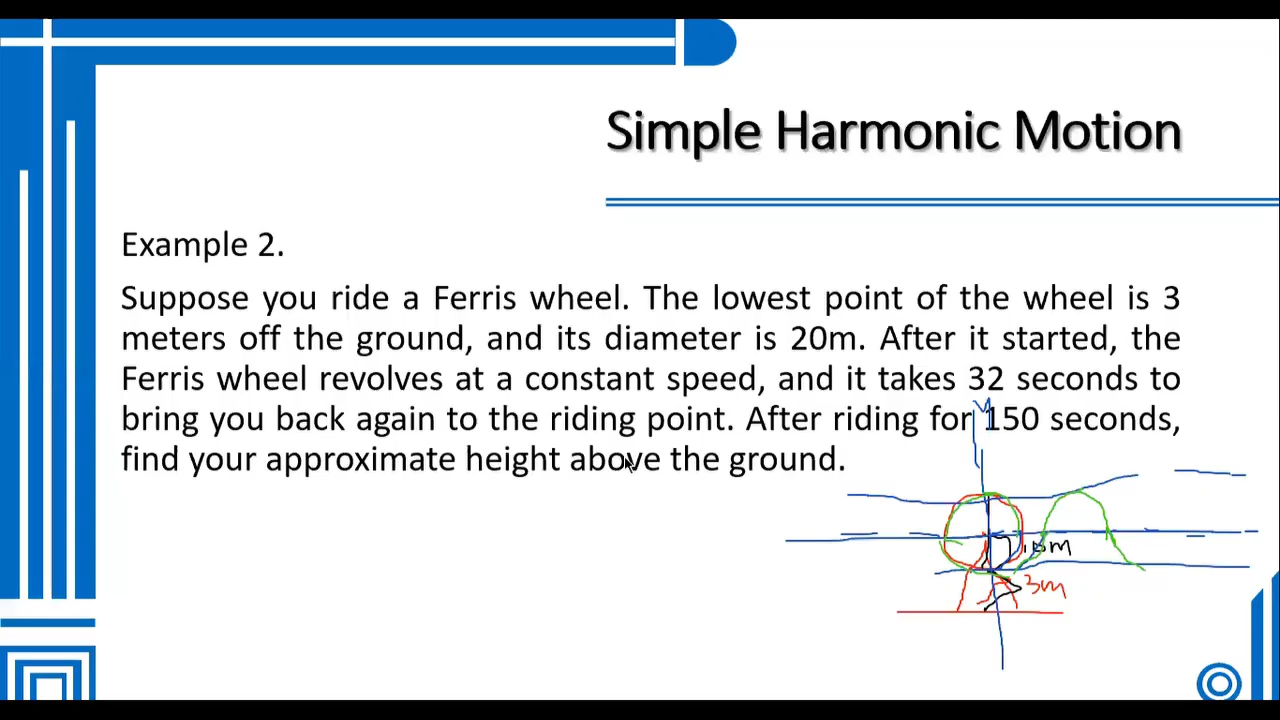 Simple Harmonic Motion
Example 2.
Suppose you ride a Ferris wheel. The lowest point of the wheel is 3
meters off the ground, and its diameter is 20m. After it started, the
Ferris wheel revolves at a constant speed, and it takes 32 seconds to
bring you back again to the riding point. After riding for 150 seconds,
find your approximate height above the ground.
y
10m
3m